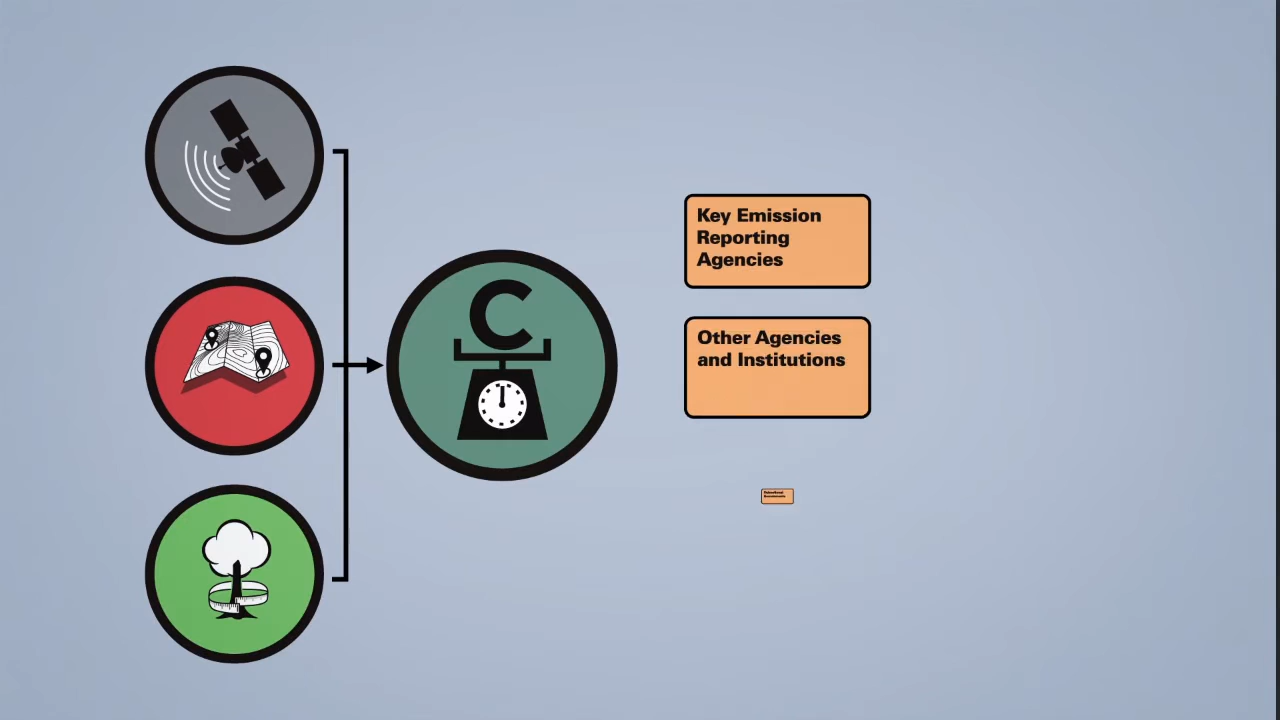 C
Key Emission
Reporting
Agencies
Other Agencies
and Institutions